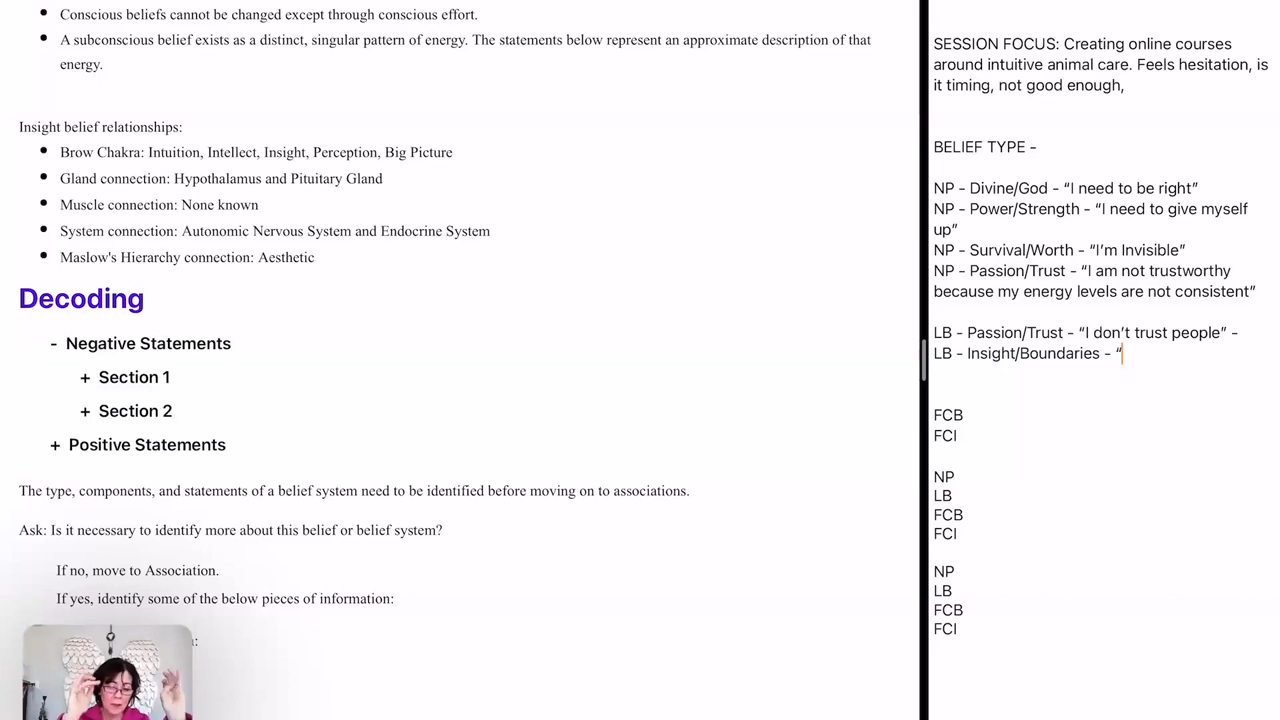 Conscious beliefs cannot be changed except through conscious effort.
A subconscious belief exists as a distinct, singular pattern of energy. The statements below represent an approximate description of that
energy.
Insight belief relationships:
Brow Chakra: Intuition, Intellect, Insight, Perception, Big Picture
Gland connection: Hypothalamus and Pituitary Gland
Muscle connection: None known
System connection: Autonomic Nervous System and Endocrine System
Maslow's Hierarchy connection: Aesthetic
Decoding
- Negative Statements
+ Section 1
+ Section 2
+ Positive Statements
The type, components, and statements of a belief system need to be identified before moving on to associations.
Ask: Is it necessary to identify more about this belief or belief system?
If no, move to Association.
If yes, identify some of the below pieces of information:
SESSION FOCUS: Creating online courses
around intuitive animal care. Feels hesitation, is
it timing, not good enough,
BELIEF TYPE -
NP - Divine/God - “I need to be right”
NP - Power/Strength - “I need to give myself
up”
NP - Survival/Worth - “I’m Invisible”
NP - Passion/Trust - “I am not trustworthy
because my energy levels are not consistent”
LB - Passion/Trust - “I don’t trust people” -
LB - Insight/Boundaries - “
FCB
FCI
NP
LB
FCB
FCI
NP
LB
FCB
FCI